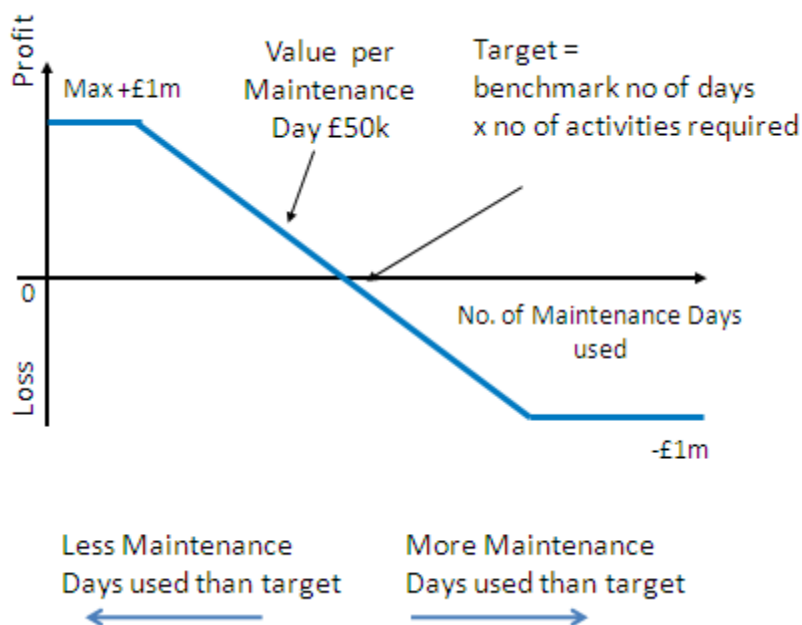 Profit
Max +£1m
Value per
Maintenance
Day £50k
Target =
benchmark no of days
x no of activities required
0
No. of Maintenance Days
used
Loss
-£1m
Less Maintenance
Days used than target
More Maintenance
Days used than target